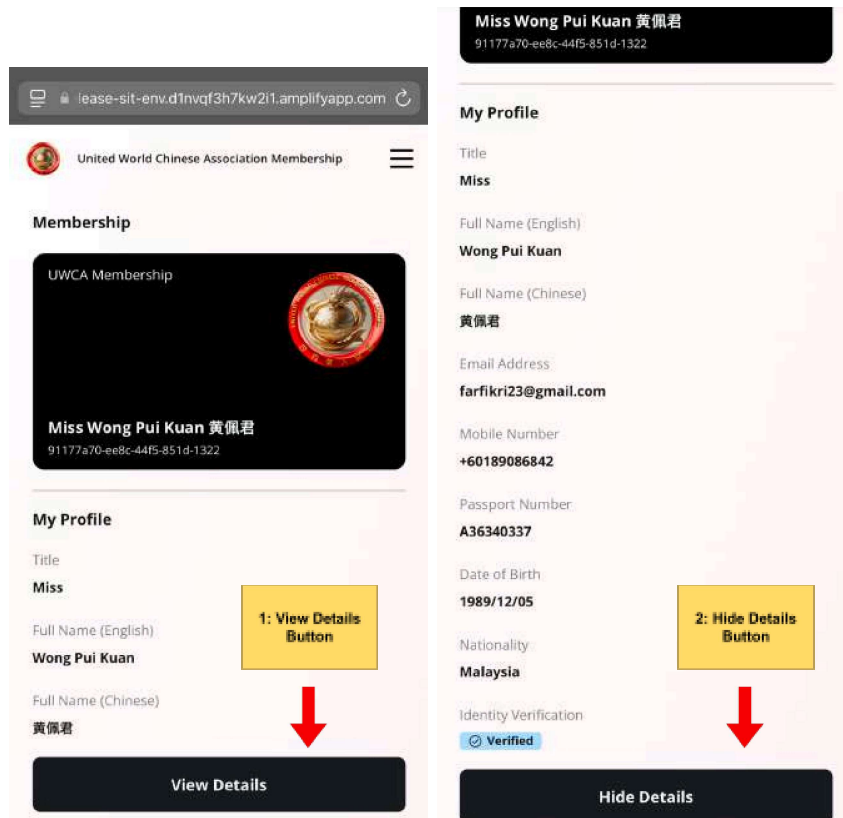 lease-sit-env.d1nvqf3h7kw2i1.amplifyapp.com
United World Chinese Association Membership
Membership
UWCA Membership
Miss Wong Pui Kuan 黄佩君
91177a70-ee8c-44f5-851d-1322
My Profile
Title
Miss
Full Name (English)
Wong Pui Kuan
Full Name (Chinese)
黄佩君
1: View Details
Button
View Details
Miss Wong Pui Kuan 黄佩君
91177a70-ee8c-44f5-851d-1322
My Profile
Title
Miss
Full Name (English)
Wong Pui Kuan
Full Name (Chinese)
黄佩君
Email Address
farfikri23@gmail.com
Mobile Number
+60189086842
Passport Number
A36340337
Date of Birth
1989/12/05
Nationality
Malaysia
Identity Verification
Verified
2: Hide Details
Button
Hide Details